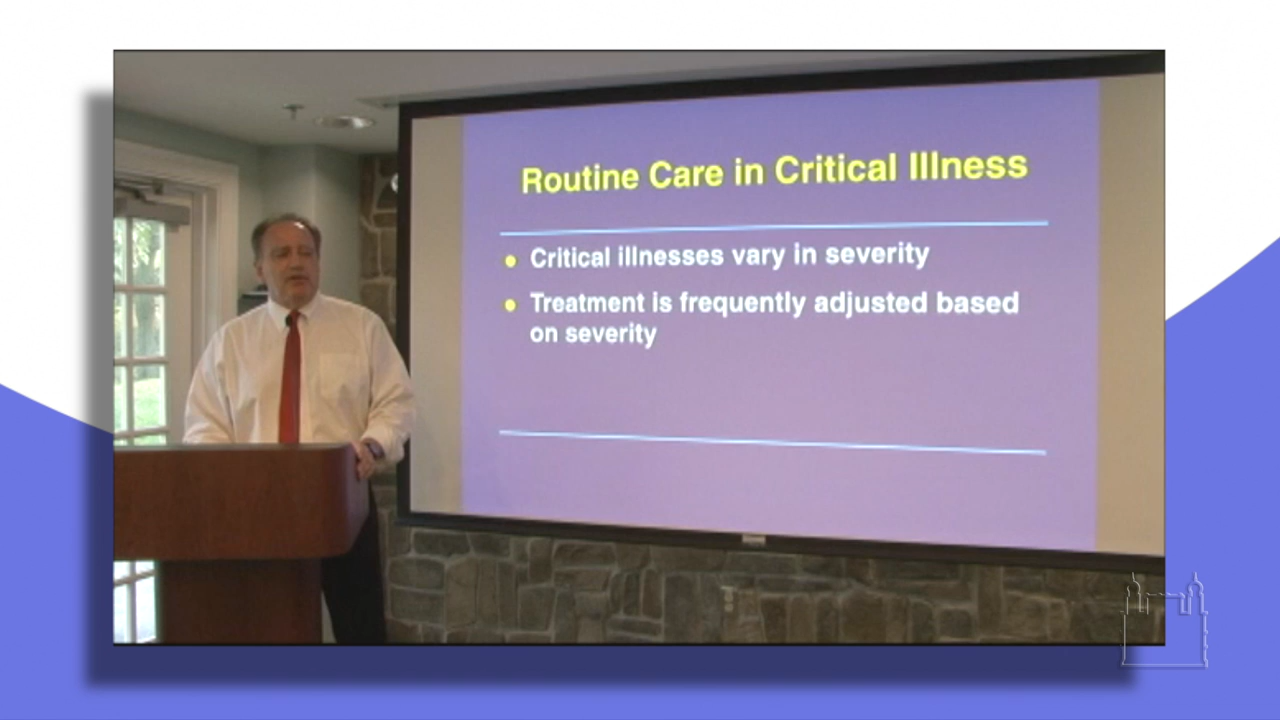 Routine Care in Critical Illness
Critical illnesses vary in severity
Treatment is frequently adjusted based
on severity